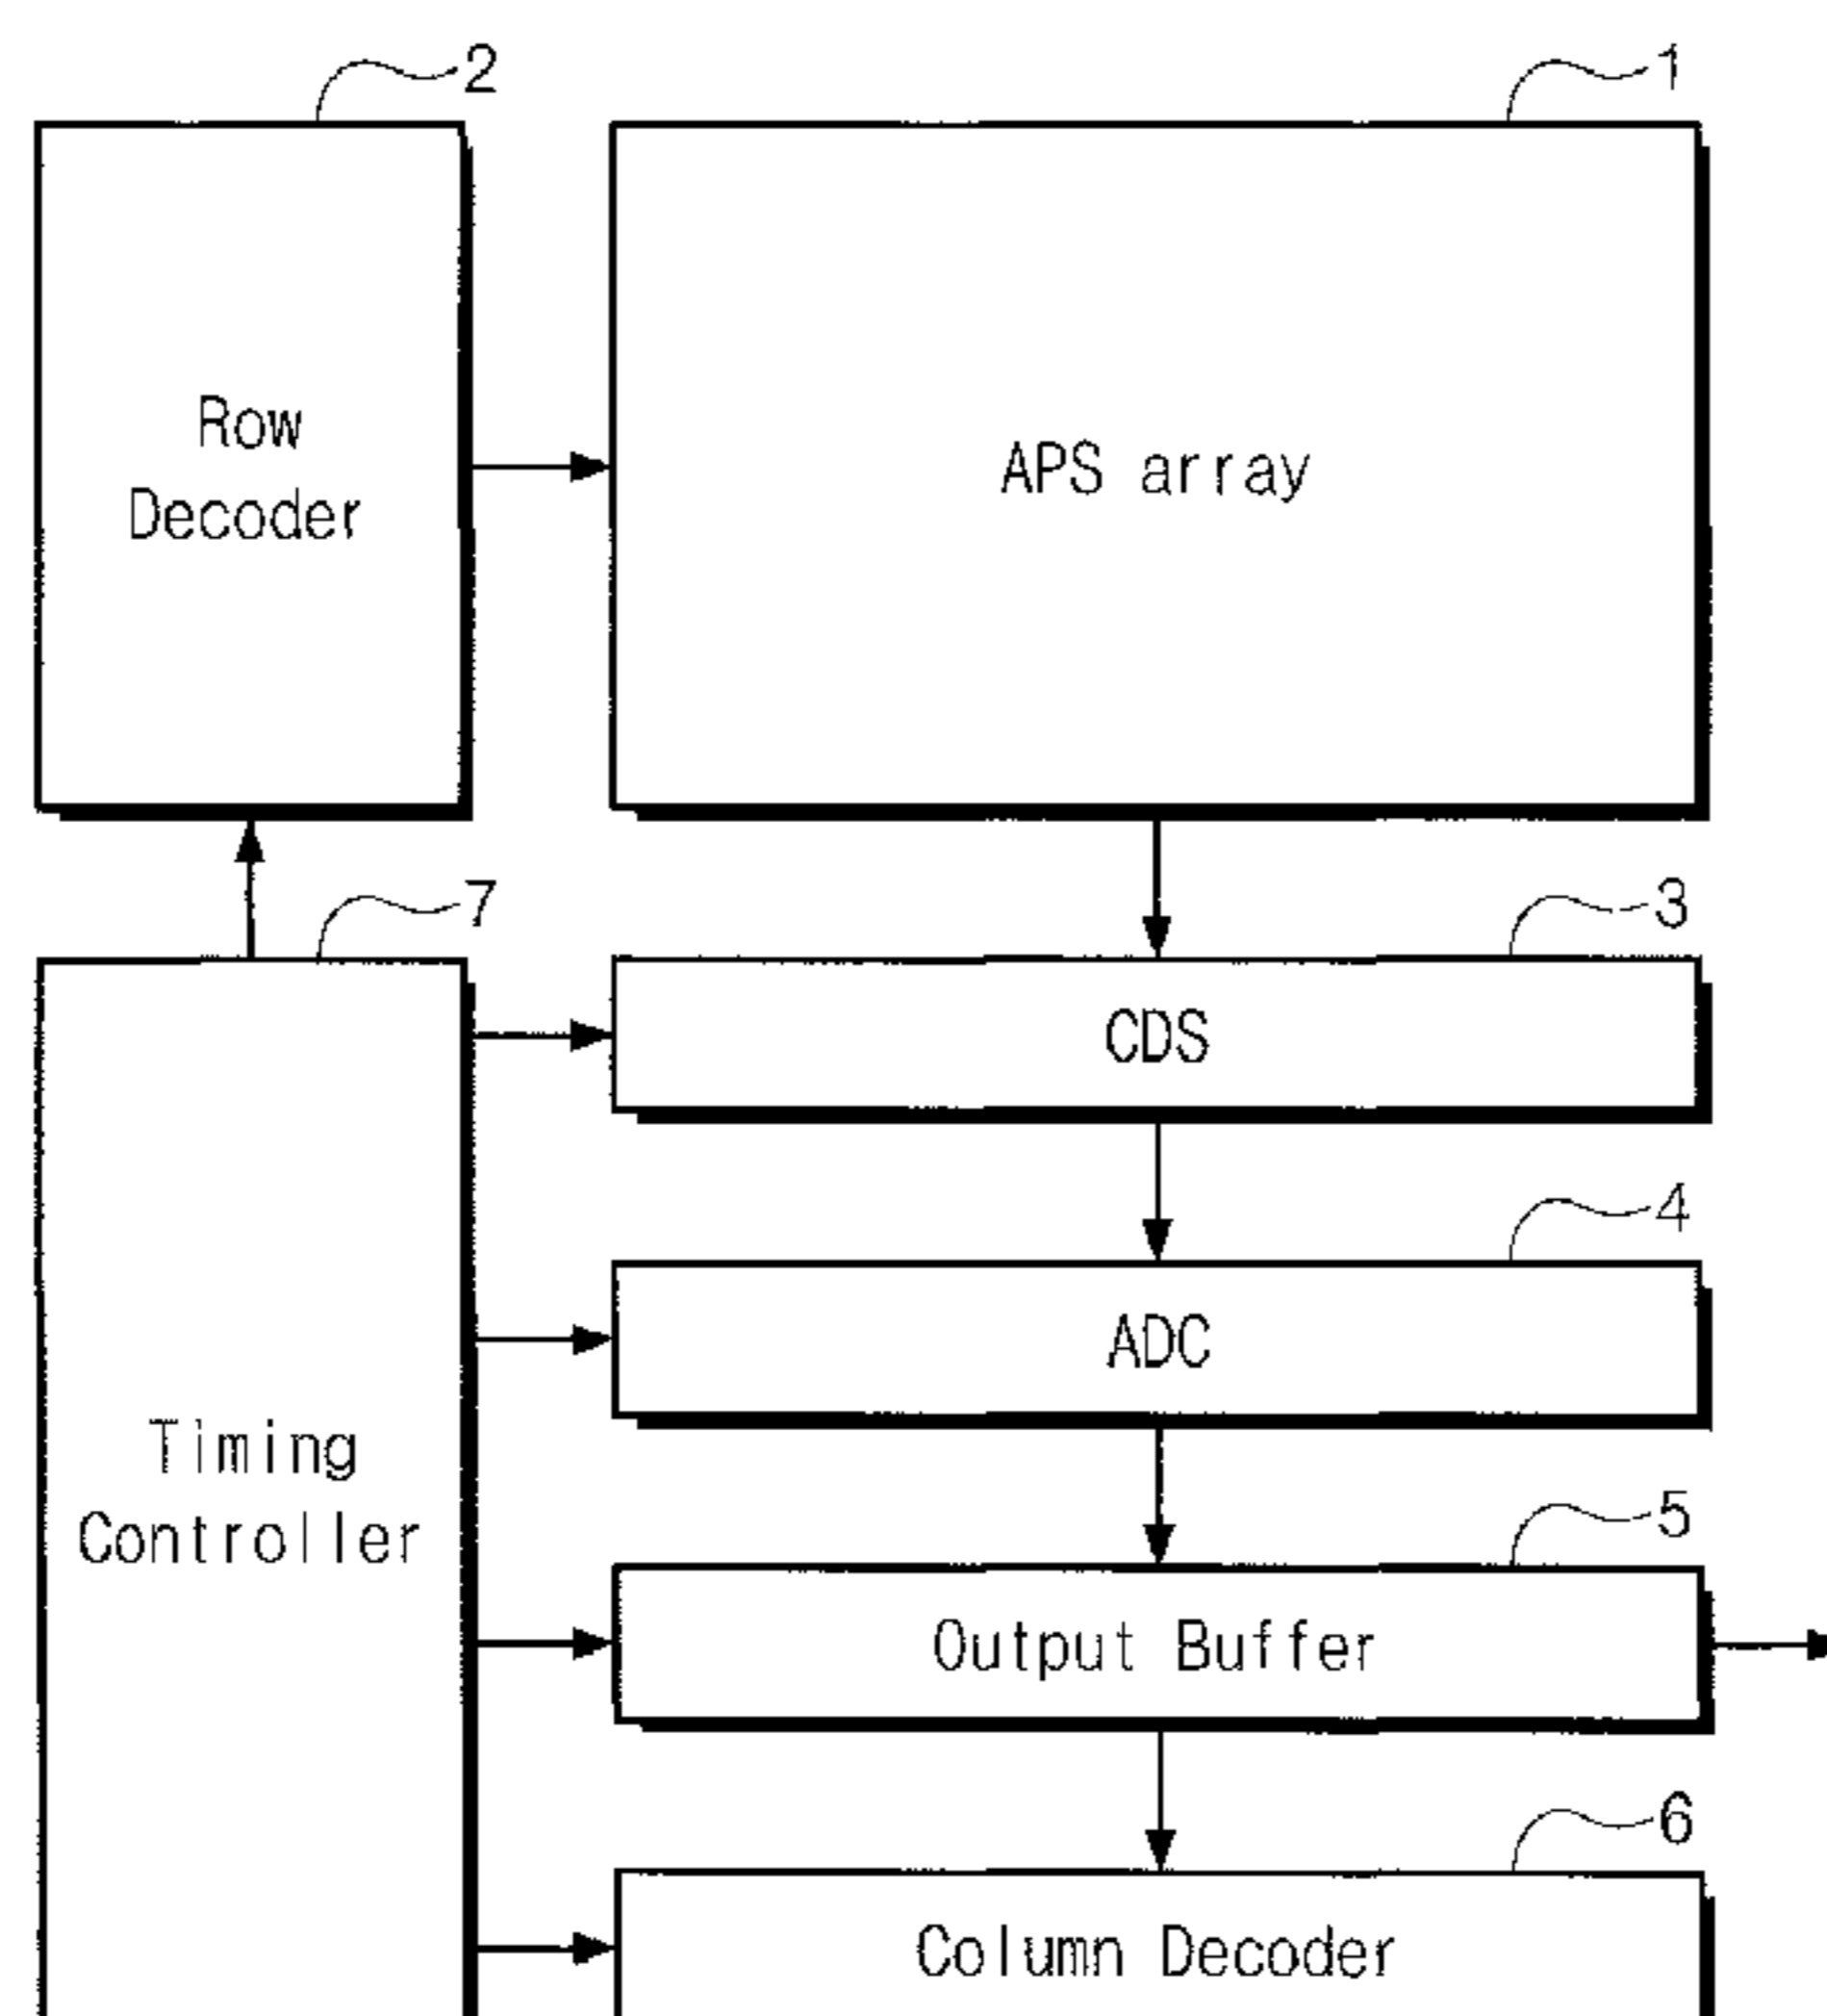 2
1
Row
Decoder
APS array
7
3
CDS
4
ADC
Timing
Controller
5
Output Buffer
6
Column Decoder